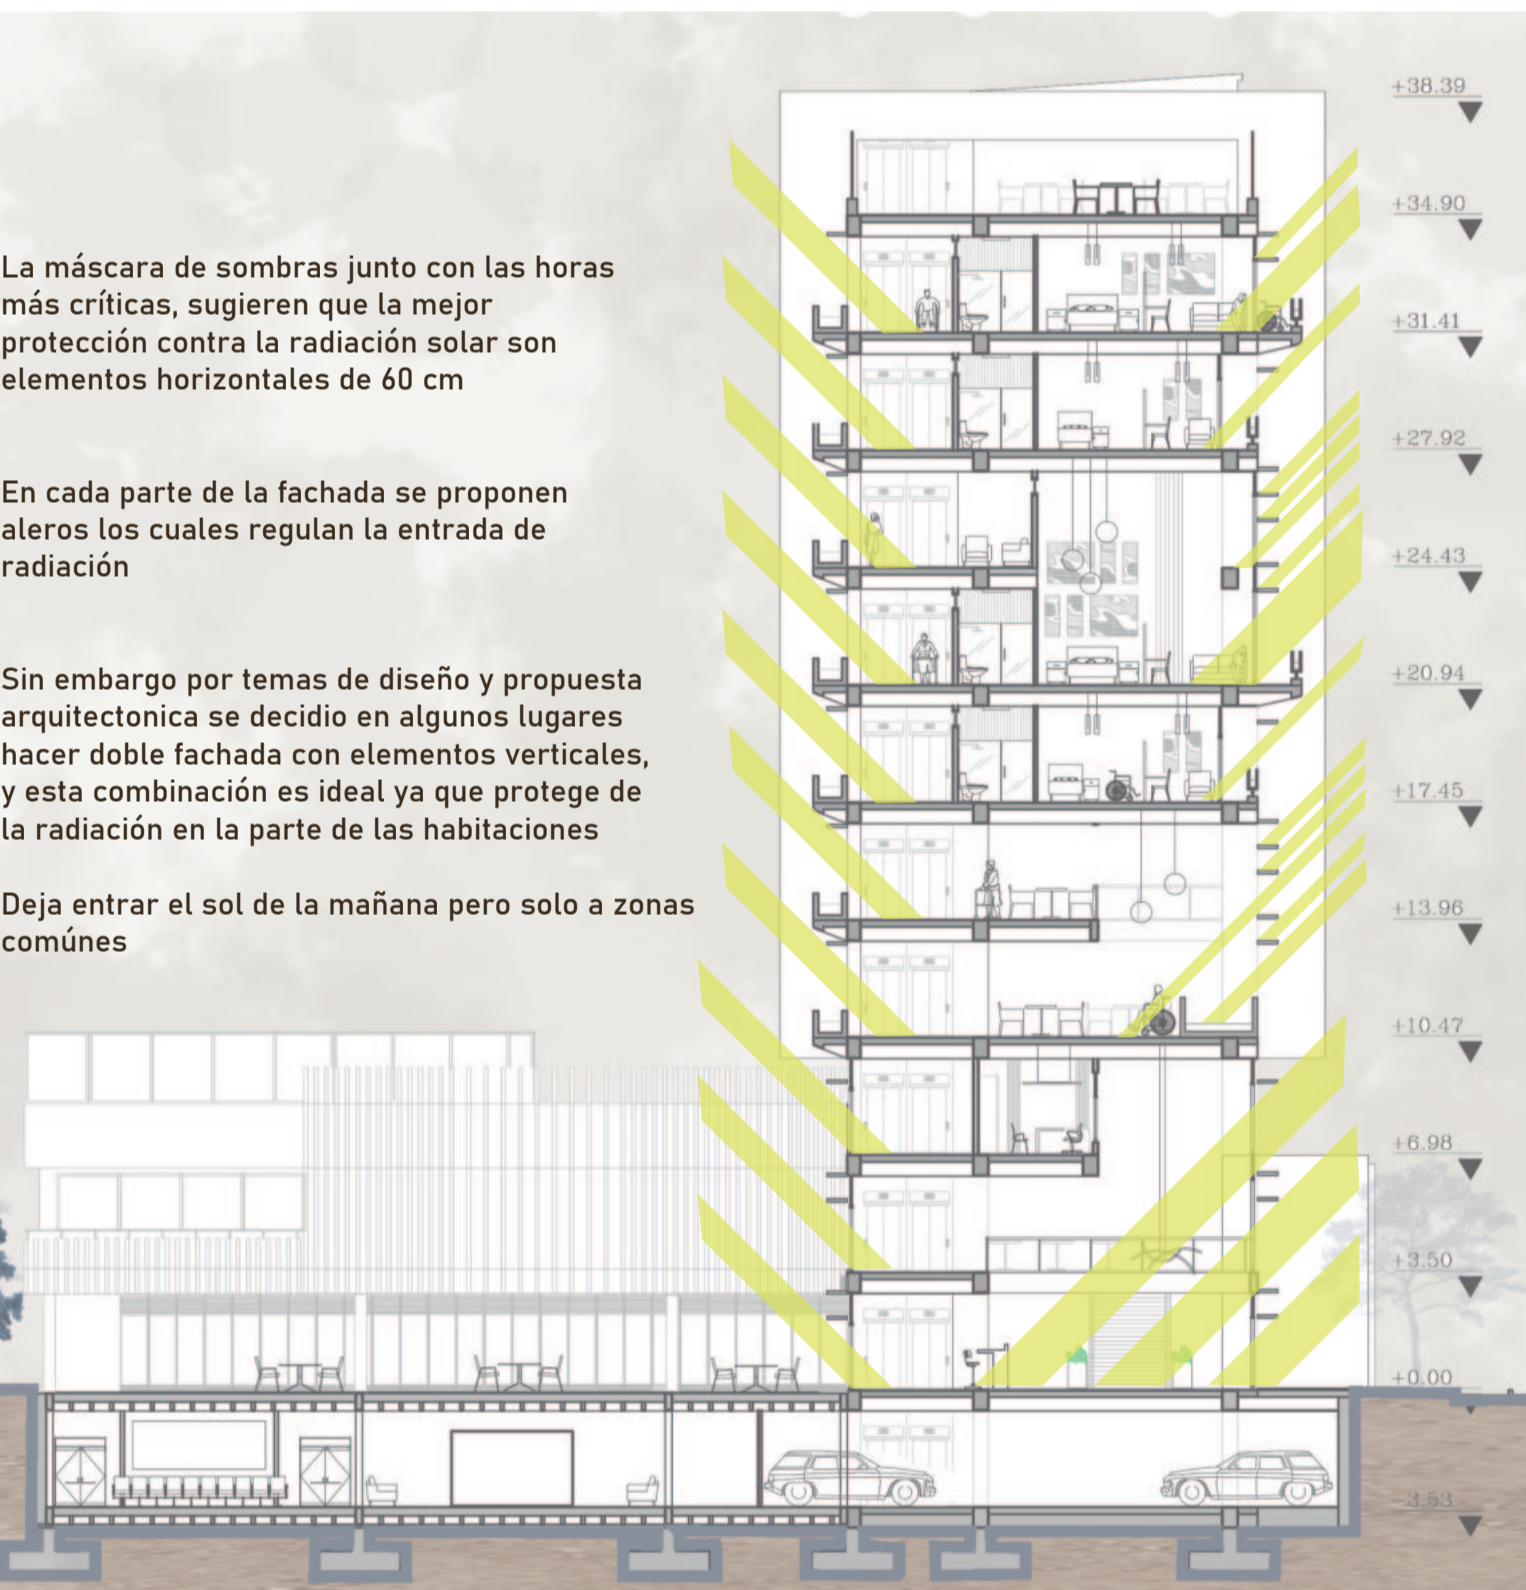 La máscara de sombras junto con las horas
más críticas, sugieren que la mejor
protección contra la radiación solar son
elementos horizontales de 60 cm
En cada parte de la fachada se proponen
aleros los cuales regulan la entrada de
radiación
Sin embargo por temas de diseño y propuesta
arquitectonica se decidio en algunos lugares
hacer doble fachada con elementos verticales,
y esta combinación es ideal ya que protege de
la radiación en la parte de las habitaciones
Deja entrar el sol de la mañana pero solo a zonas
comúnes
+38.39
+34.90
+31.41
+27.92
+24.43
+20.94
+17.45
+13.96
+10.47
+6.98
+3.50
+0.00
-3.53